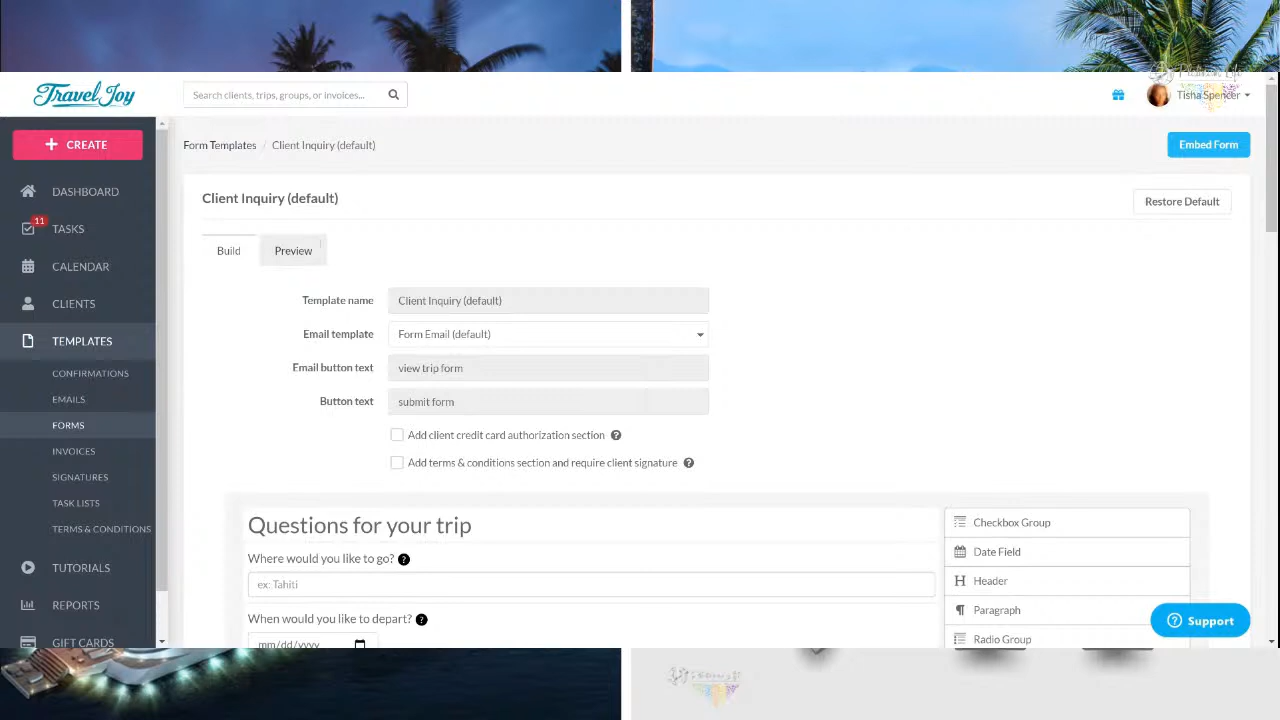 Travel Joy
Search clients, trips, groups, or invoices...
Tisha Spencer
CREATE
Form Templates / Client Inquiry (default)
Embed Form
Client Inquiry (default)
Restore Default
DASHBOARD
11
TASKS
Build
Preview
CALENDAR
Template name
Client Inquiry (default)
CLIENTS
Email template
Form Email (default)
TEMPLATES
Email button text
view trip form
CONFIRMATIONS
EMAILS
Button text
submit form
FORMS
Add client credit card authorization section
INVOICES
Add terms & conditions section and require client signature
SIGNATURES
TASK LISTS
TERMS & CONDITIONS
Questions for your trip
Checkbox Group
Where would you like to go?
Date Field
ex: Tahiti
Header
TUTORIALS
When would you like to depart?
Paragraph
REPORTS
Support
mm/dd/yyyy
Radio Group
GIFT CARDS